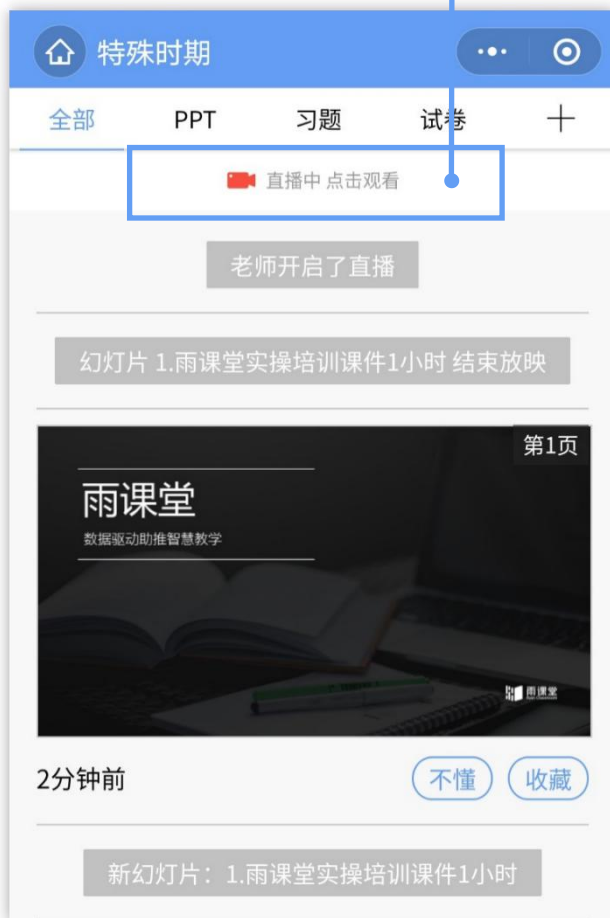 特殊时期
全部 PPT 习题 试卷
直播中 点击观看
老师开启了直播
幻灯片 1.雨课堂实操培训课件1小时 结束放映
第1页
雨课堂
数据驱动助推智慧教学
雨课堂
2分钟前 不懂 收藏
新幻灯片：1.雨课堂实操培训课件1小时